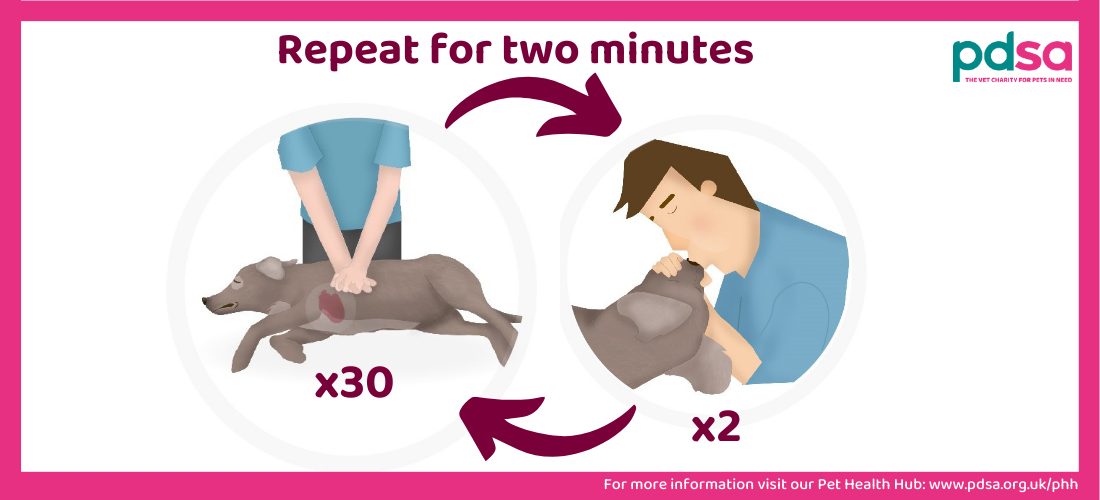 Repeat for two minutes
pdsa
THE VET CHARITY FOR PETS IN NEED
x30
x2
For more information visit our Pet Health Hub: www.pdsa.org.uk/phh